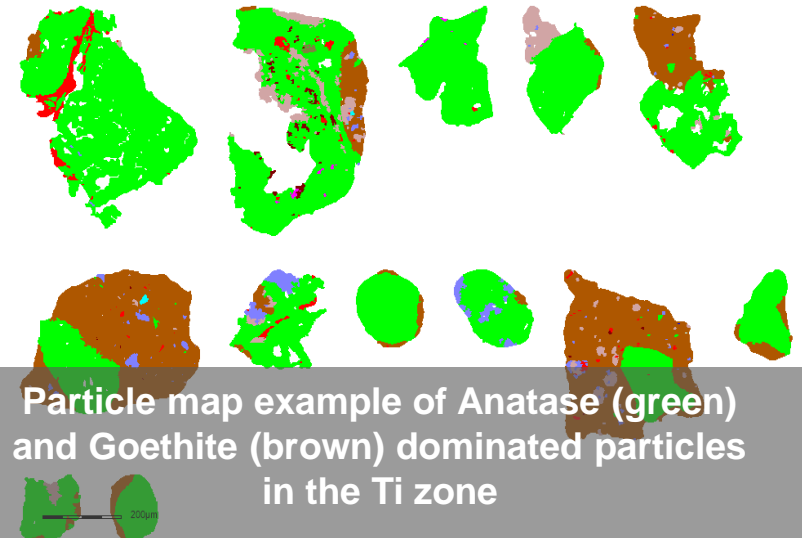 Particle map example of Anatase (green)
and Goethite (brown) dominated particles
in the Ti zone
200µm